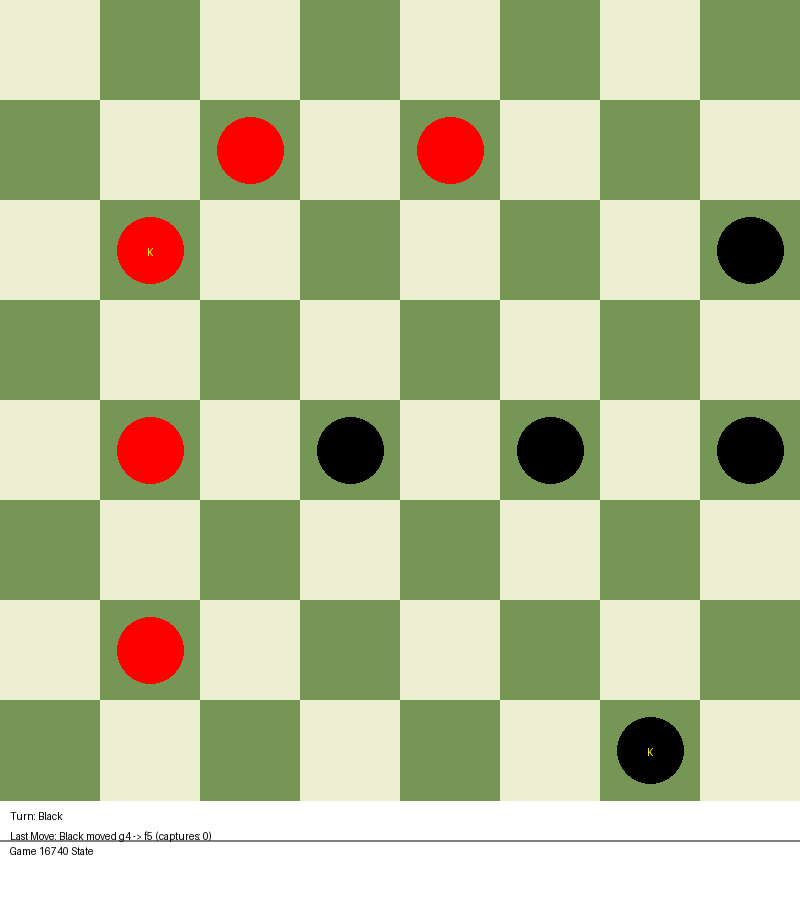 K
K
Turn: Black
Last Move: Black moved g4 -> f5 (captures: 0)
Game 16740 State